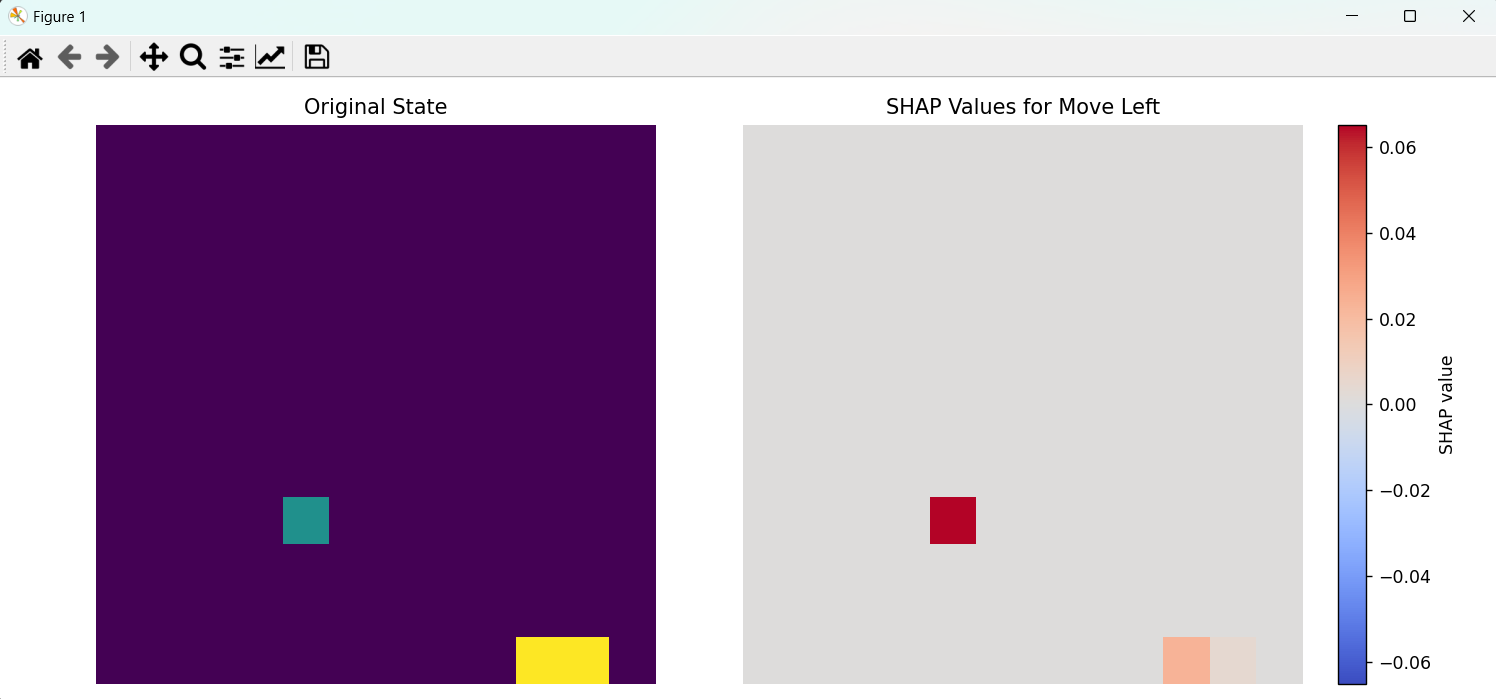 Figure 1
Original State
SHAP Values for Move Left
0.06
0.04
0.02
0.00
−0.02
−0.04
−0.06
SHAP value